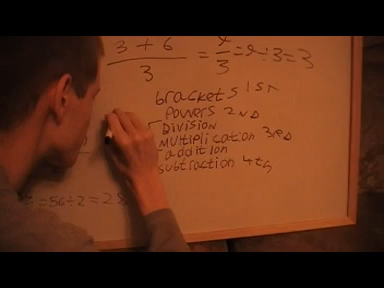 3 + 6 / 3 = 9 / 3 = 9÷3 = 3
brackets 1st
Powers 2ND
Division
Multiplication 3RD
addition
subtraction 4th
= 56÷2 = 28